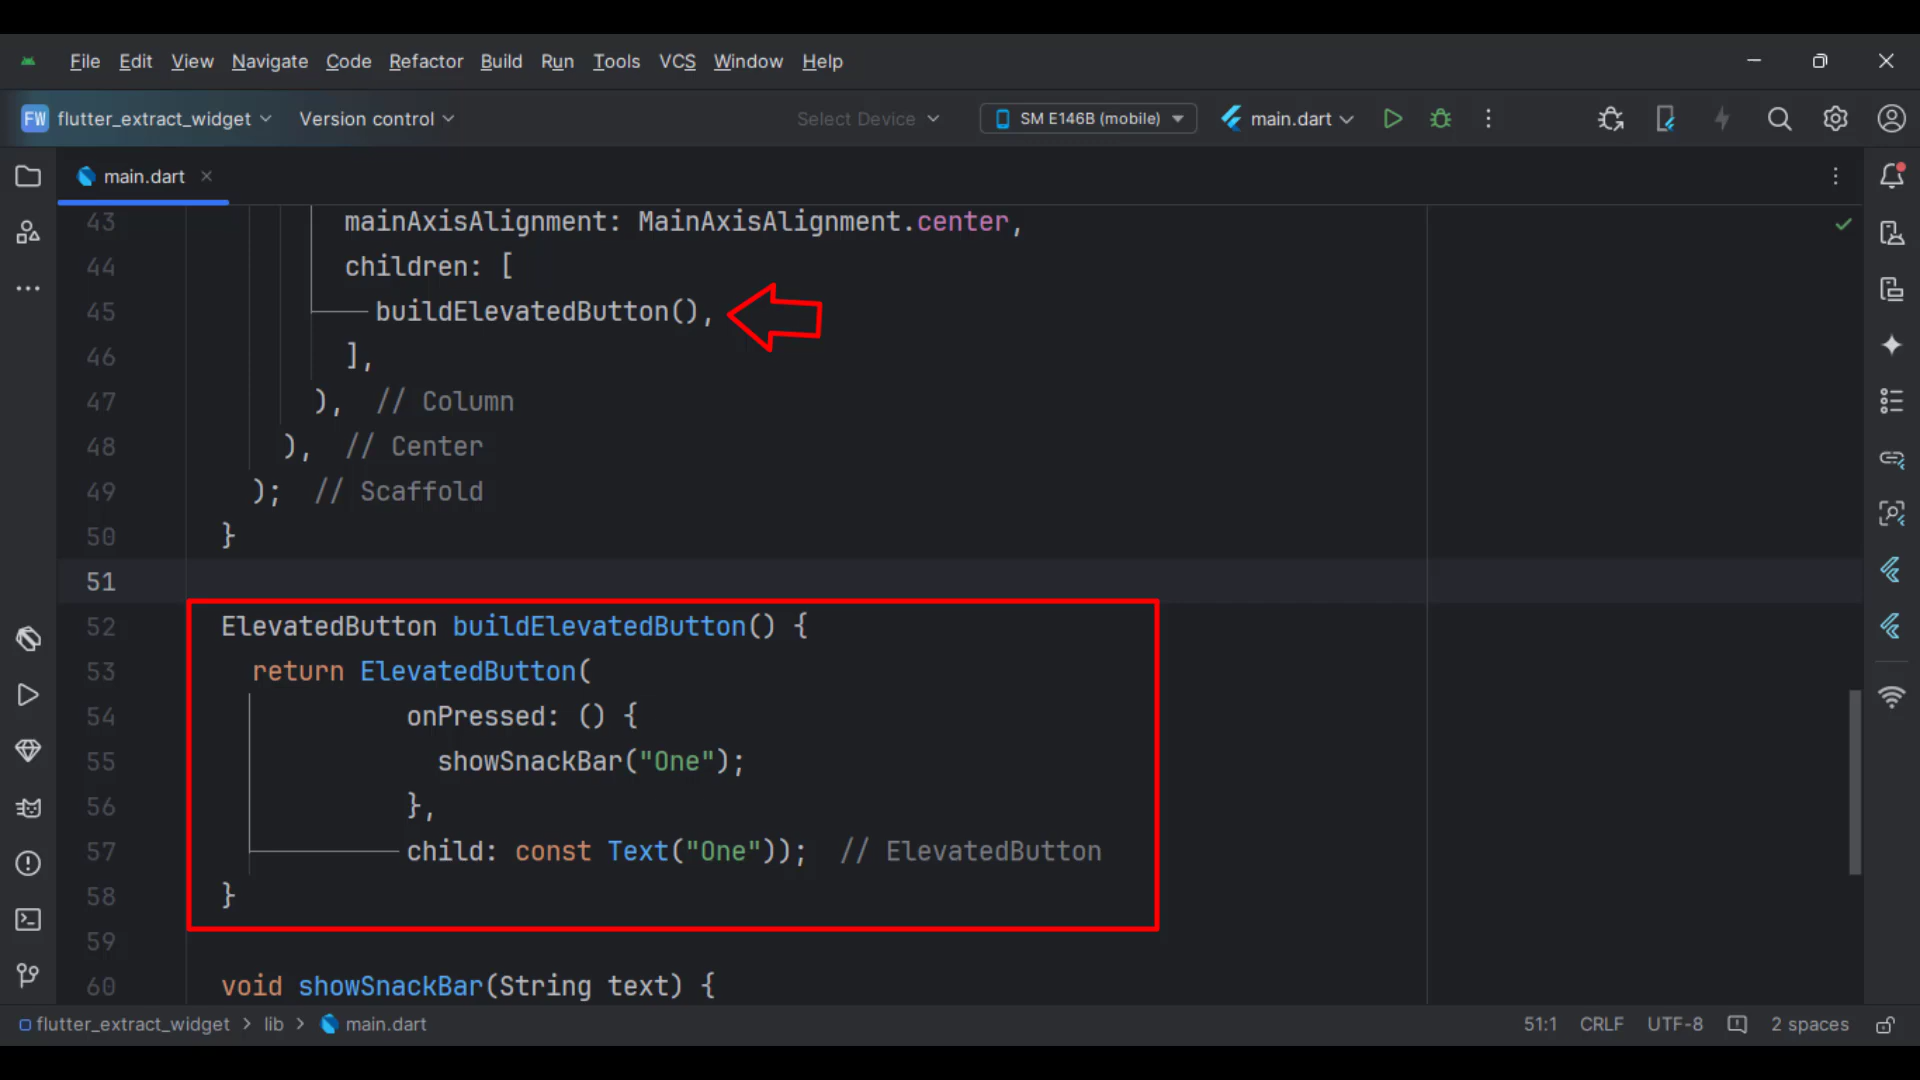 File Edit View Navigate Code Refactor Build Run Tools VCS Window Help
FW flutter_extract_widget Version control Select Device SM E146B (mobile) main.dart
main.dart
43 mainAxisAlignment: MainAxisAlignment.center,
44 children: [
45 buildElevatedButton(),
46 ],
47 ), // Column
48 ), // Center
49 ); // Scaffold
50 }
51
52 ElevatedButton buildElevatedButton() {
53 return ElevatedButton(
54 onPressed: () {
55 showSnackBar("One");
56 },
57 child: const Text("One")); // ElevatedButton
58 }
59
60 void showSnackBar(String text) {
flutter_extract_widget > lib > main.dart 51:1 CRLF UTF-8 2 spaces